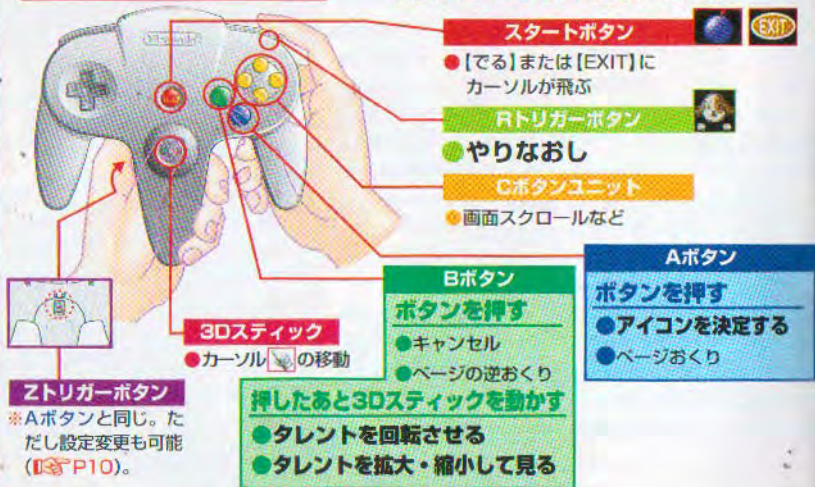 スタートボタン
EXIT
●【でる】または【EXIT】に
カーソルが飛ぶ
Rトリガーボタン
●やりなおし
Cボタンユニット
●画面スクロールなど
Aボタン
ボタンを押す
●アイコンを決定する
●ページおくり
Bボタン
ボタンを押す
●キャンセル
●ページの逆おくり
押したあと3Dスティックを動かす
●タレントを回転させる
●タレントを拡大・縮小して見る
3Dスティック
●カーソルの移動
Zトリガーボタン
※Aボタンと同じ。た
だし設定変更も可能
(☞P10)。